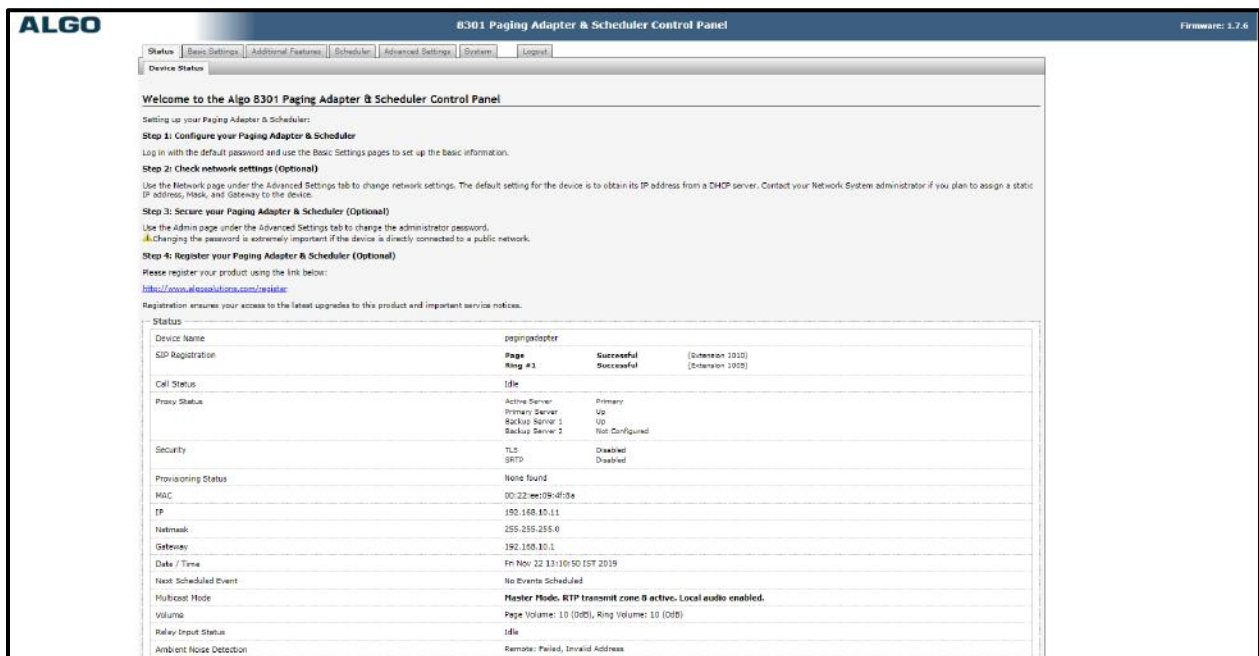 ALGO
8301 Paging Adapter & Scheduler Control Panel
Firmware: 1.7.6
Status Basic Settings Additional Features Scheduler Advanced Settings System Logout
Device Status
Welcome to the Algo 8301 Paging Adapter & Scheduler Control Panel
Setting up your Paging Adapter & Scheduler:
Step 1: Configure your Paging Adapter & Scheduler
Log in with the default password and use the Basic Settings pages to set up the basic information.
Step 2: Check network settings (Optional)
Use the Network page under the Advanced Settings tab to change network settings. The default setting for the device is to obtain its IP address from a DHCP server. Contact your Network System administrator if you plan to assign a static
IP address, Mask, and Gateway to the device.
Step 3: Secure your Paging Adapter & Scheduler (Optional)
Use the Admin page under the Advanced Settings tab to change the administrator password.
Changing the password is extremely important if the device is directly connected to a public network.
Step 4: Register your Paging Adapter & Scheduler (Optional)
Please register your product using the link below:
http://www.algosolutions.com/register
Registration ensures your access to the latest upgrades to this product and important service notices.
Status
Device Name pagingadapter
SIP Registration Page Successful [Extension 1010]
Ring #1 Successful [Extension 1008]
Call Status Idle
Proxy Status Active Server Primary
Primary Server Up
Backup Server 1 Up
Backup Server 2 Not Configured
Security TLS Disabled
SRTP Disabled
Provisioning Status None found
MAC 00:22:ee:09:4f:8a
IP 192.168.10.11
Netmask 255.255.255.0
Gateway 192.168.10.1
Date / Time Fri Nov 22 13:10:50 IST 2019
Next Scheduled Event No Events Scheduled
Multicast Mode Master Mode. RTP transmit zone 8 active. Local audio enabled.
Volume Page Volume: 10 (0dB), Ring Volume: 10 (0dB)
Relay Input Status Idle
Ambient Noise Detection Remote: Failed, Invalid Address